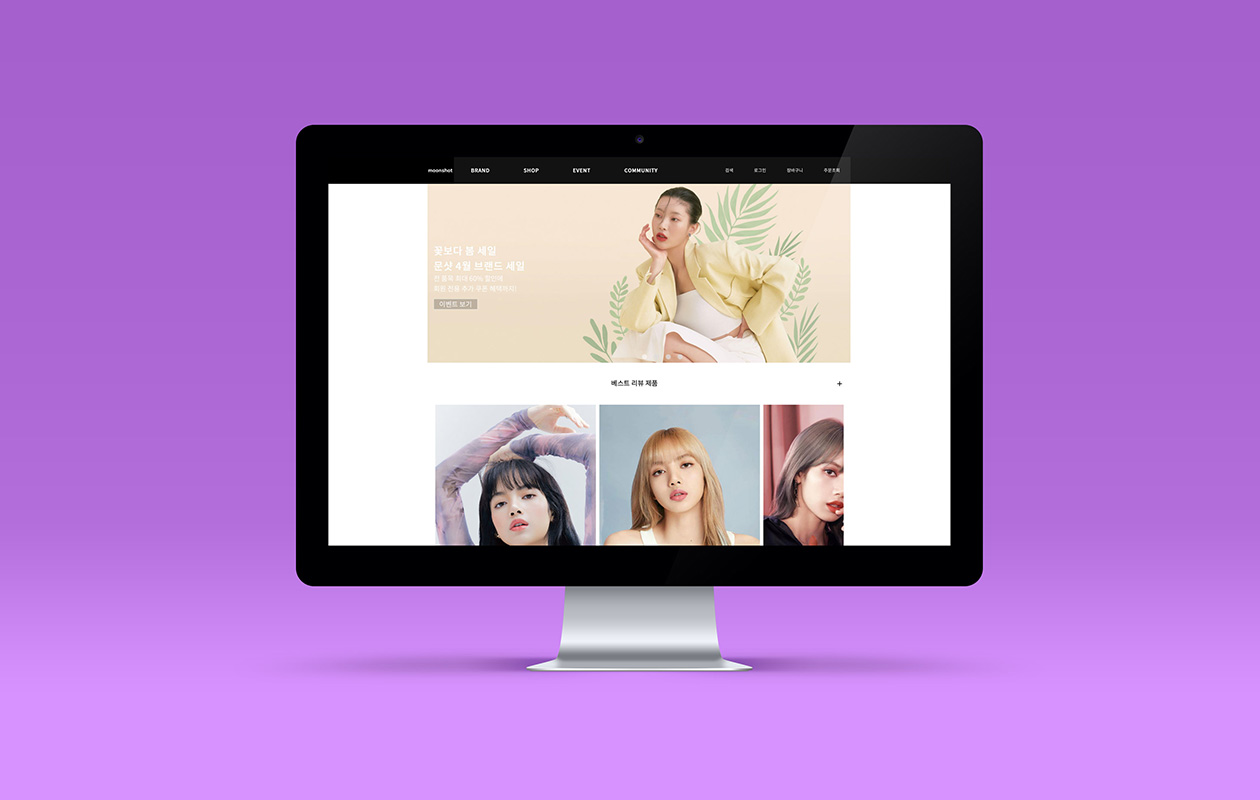 moonshot BRAND SHOP EVENT COMMUNITY 검색 로그인 장바구니 주문조회
꽃보다 봄 세일
문샷 4월 브랜드 세일
전 품목 최대 60% 할인에
이벤트 보기
베스트 리뷰 제품 +